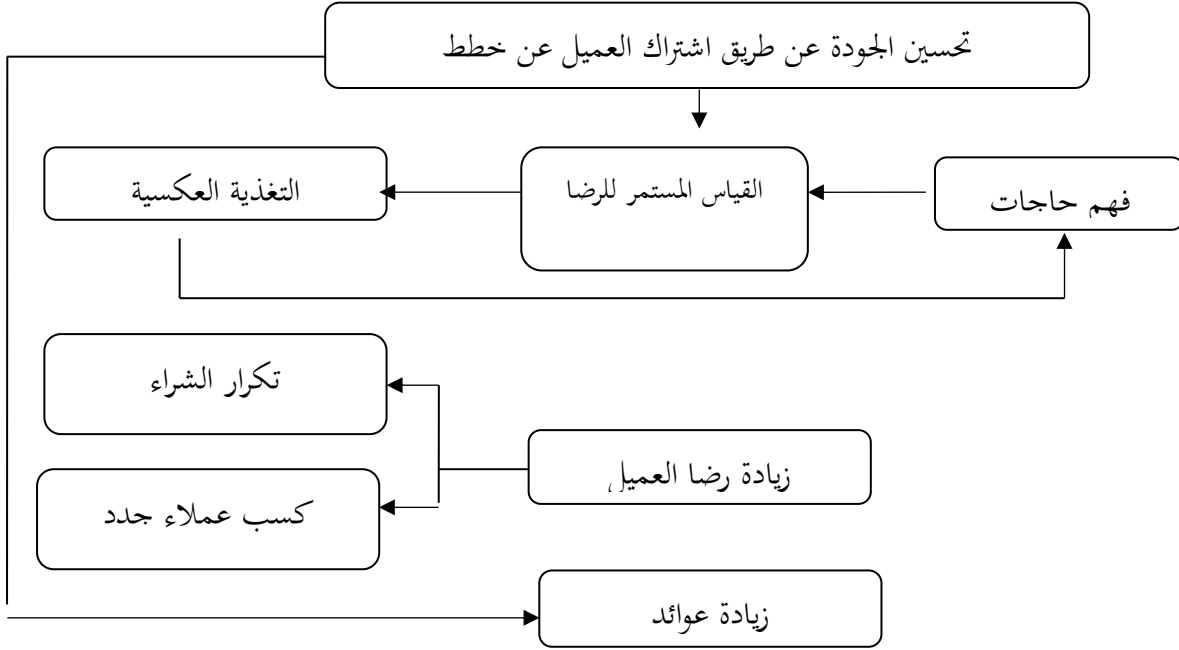 تحسين الجودة عن طريق اشتراك العميل عن خطط
فهم حاجات
القياس المستمر للرضا
التغذية العكسية
تكرار الشراء
زيادة رضا العميل
كسب عملاء جدد
زيادة عوائد